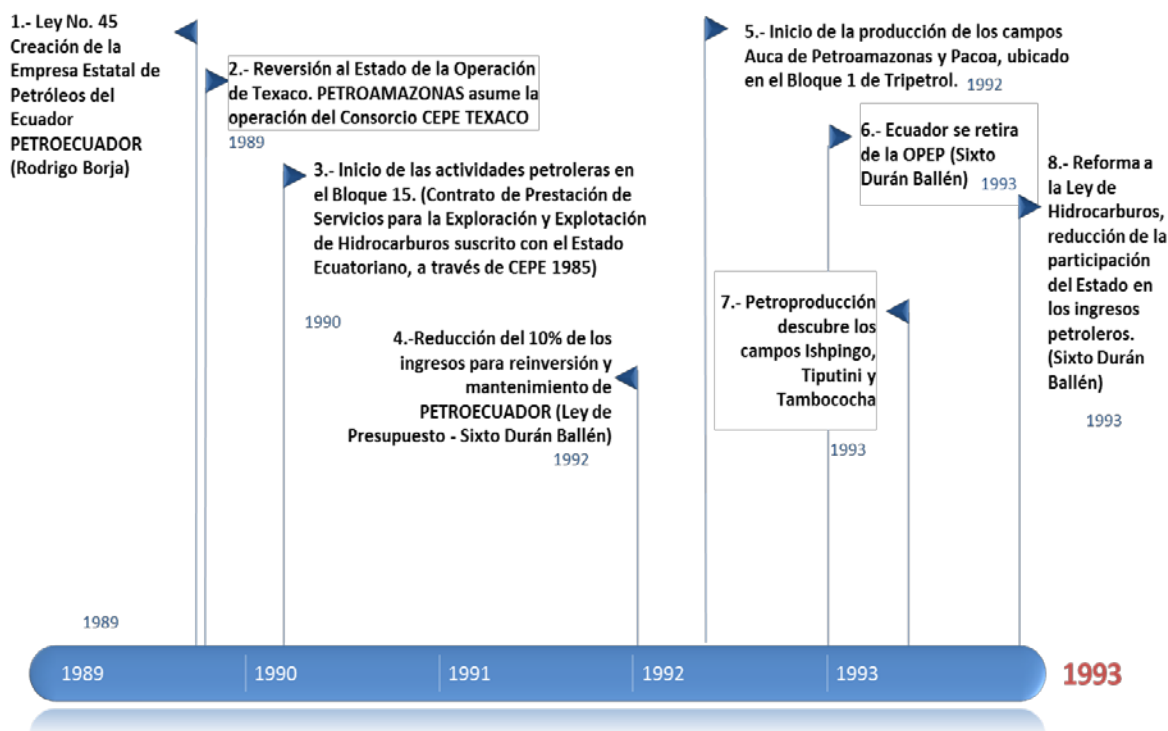 1.- Ley No. 45
Creación de la
Empresa Estatal de
Petróleos del
Ecuador
PETROECUADOR
(Rodrigo Borja)
1989
2.- Reversión al Estado de la Operación
de Texaco. PETROAMAZONAS asume la
operación del Consorcio CEPE TEXACO
1989
3.- Inicio de las actividades petroleras en
el Bloque 15. (Contrato de Prestación de
Servicios para la Exploración y Explotación
de Hidrocarburos suscrito con el Estado
Ecuatoriano, a través de CEPE 1985)
1990
4.-Reducción del 10% de los
ingresos para reinversión y
mantenimiento de
PETROECUADOR (Ley de
Presupuesto - Sixto Durán Ballén)
1992
5.- Inicio de la producción de los campos
Auca de Petroamazonas y Pacoa, ubicado
en el Bloque 1 de Tripetrol. 1992
6.- Ecuador se retira
de la OPEP (Sixto
Durán Ballén) 1993
7.- Petroproducción
descubre los
campos Ishpingo,
Tiputini y
Tambococha
1993
8.- Reforma a
la Ley de
Hidrocarburos,
reducción de la
participación
del Estado en
los ingresos
petroleros.
(Sixto Durán
Ballén)
1993
1989 1990 1991 1992 1993 1993